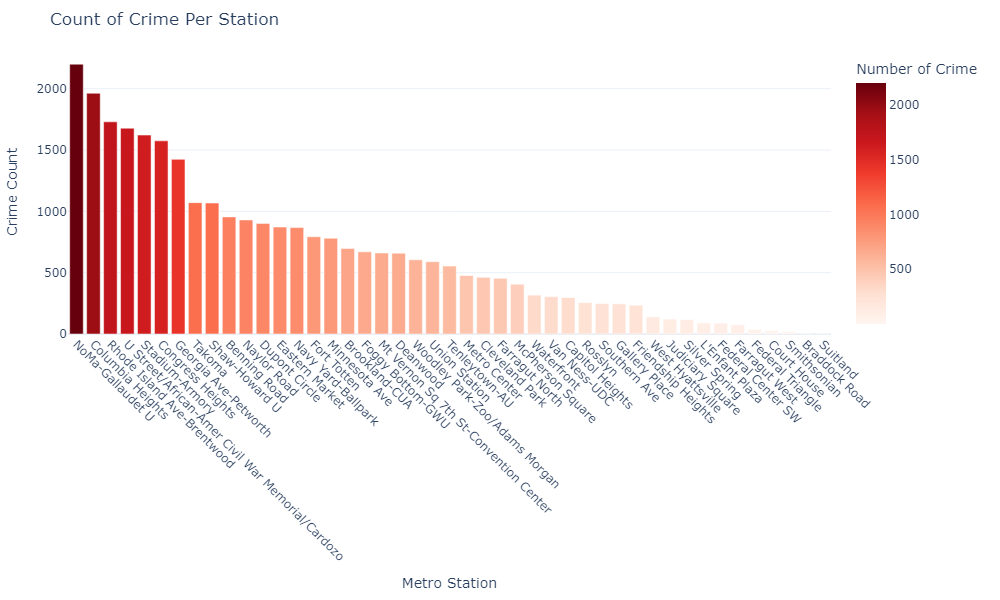 Count of Crime Per Station
Number of Crime
Crime Count
2000
1500
1000
500
0
2000
1500
1000
500
NoMa-Gallaudet U
Columbia Heights
Rhode Island Ave-Brentwood
U Street/African-Amer Civil War Memorial/Cardozo
Stadium-Armory
Congress Heights
Georgia Ave-Petworth
Takoma
Shaw-Howard U
Benning Road
Naylor Road
Dupont Circle
Eastern Market
Navy Yard-Ballpark
Fort Totten
Minnesota Ave
Brookland-CUA
Foggy Bottom-GWU
Mt Vernon Sq 7th St-Convention Center
Deanwood
Woodley Park-Zoo/Adams Morgan
Union Station
Tenleytown-AU
Metro Center
Cleveland Park
Farragut North
McPherson Square
Waterfront
Van Ness-UDC
Capitol Heights
Rosslyn
Southern Ave
Gallery Place
Friendship Heights
West Hyattsville
Judiciary Square
Silver Spring
L'Enfant Plaza
Federal Center SW
Farragut West
Federal Triangle
Court House
Smithsonian
Braddock Road
Suitland
Metro Station